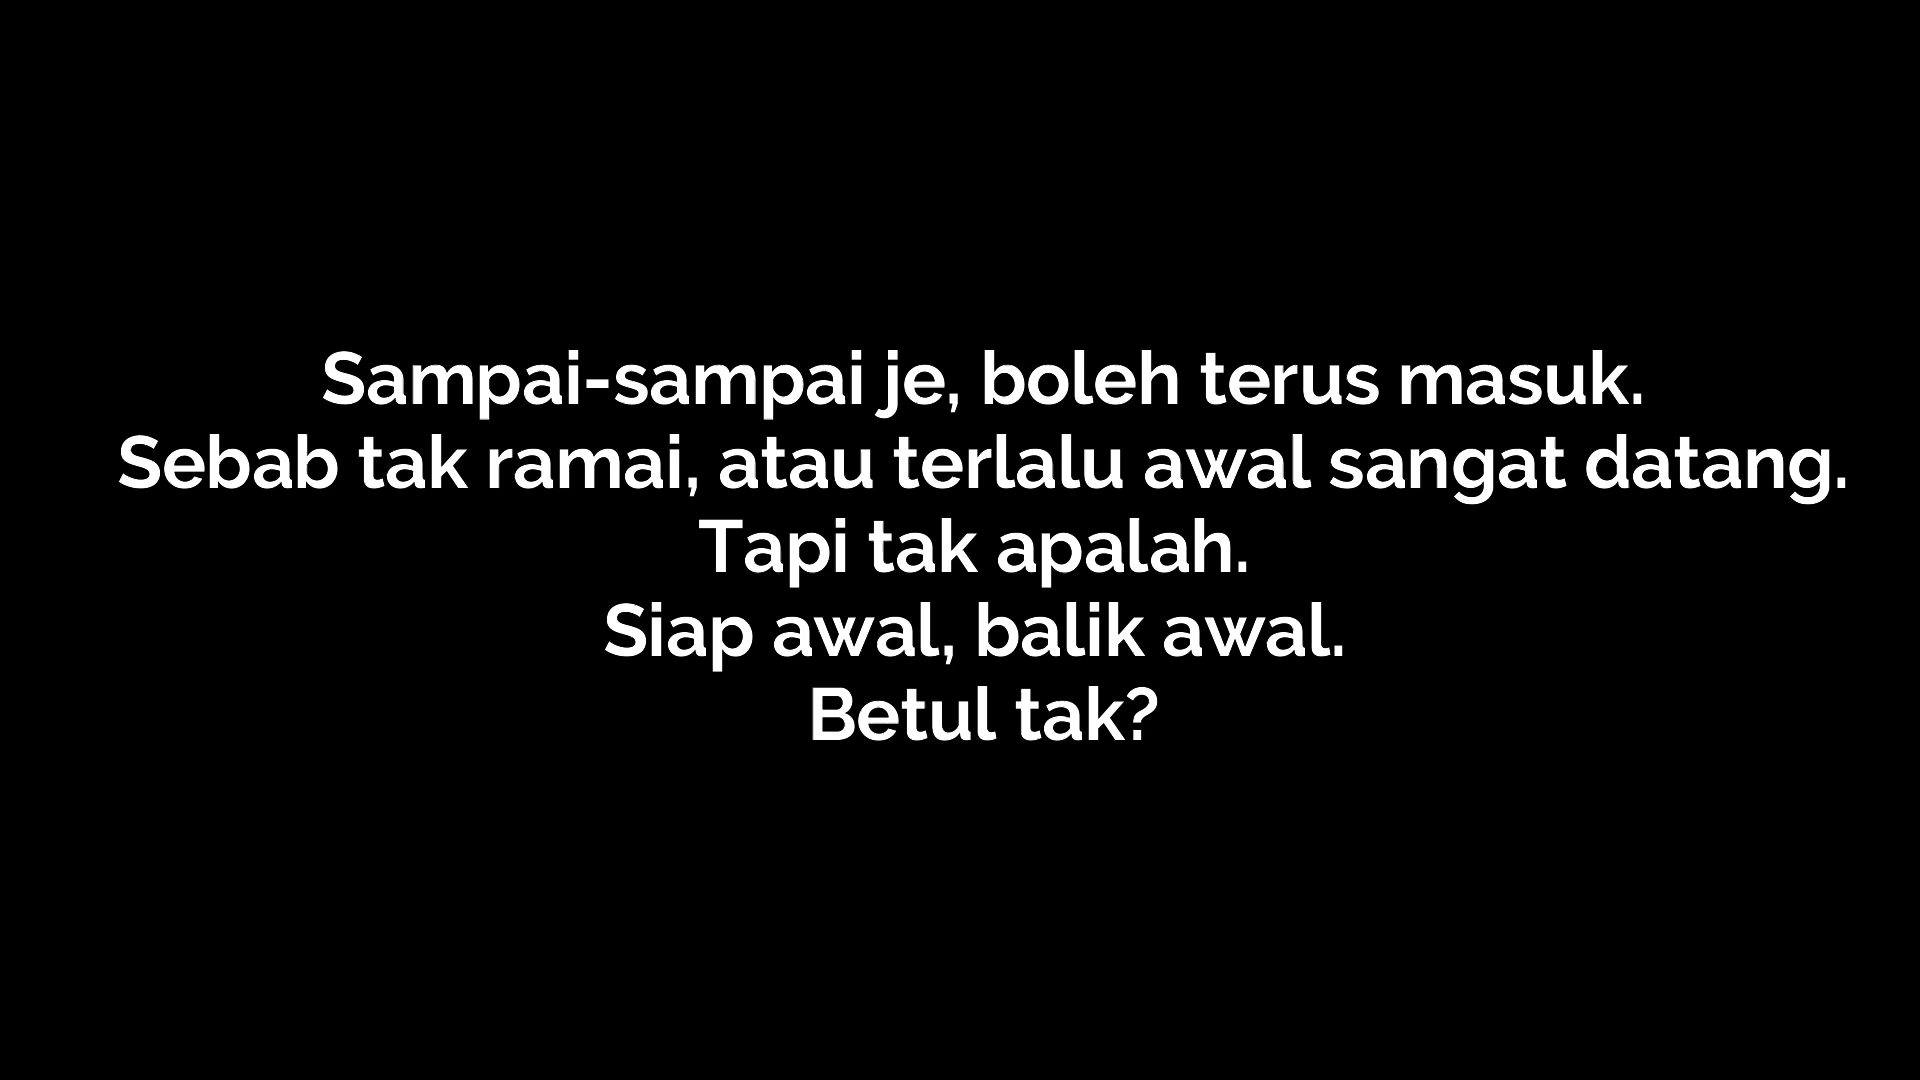 Sampai-sampai je, boleh terus masuk.
Sebab tak ramai, atau terlalu awal sangat datang.
Tapi tak apalah.
Siap awal, balik awal.
Betul tak?